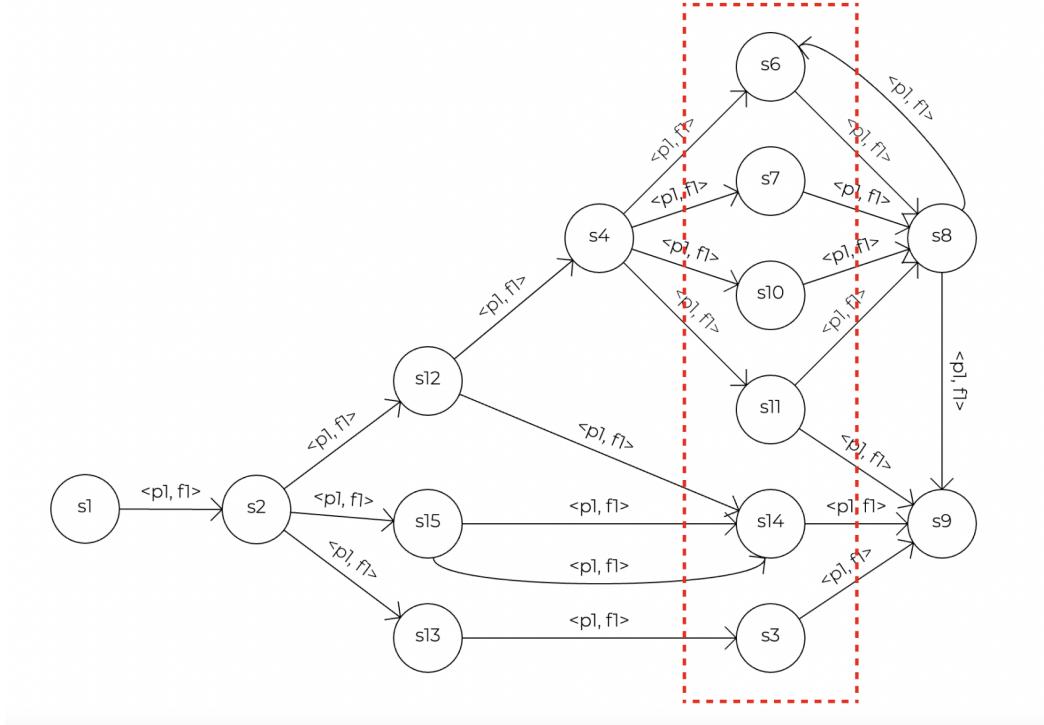 s6
<p1, f1>
<p1, f1>
<p1, f1>
s7
<p1, f1>
<p1, f1>
s4
s8
<p1, f1>
<p1, f1>
s10
<p1, f1>
<p1, f1>
<p1, f1>
s12
<p1, f1>
s11
<p1, f1>
<p1, f1>
<p1, f1>
s1
<p1, f1>
s2
<p1, f1>
s15
<p1, f1>
s14
<p1, f1>
s9
<p1, f1>
<p1, f1>
<p1, f1>
s13
<p1, f1>
s3